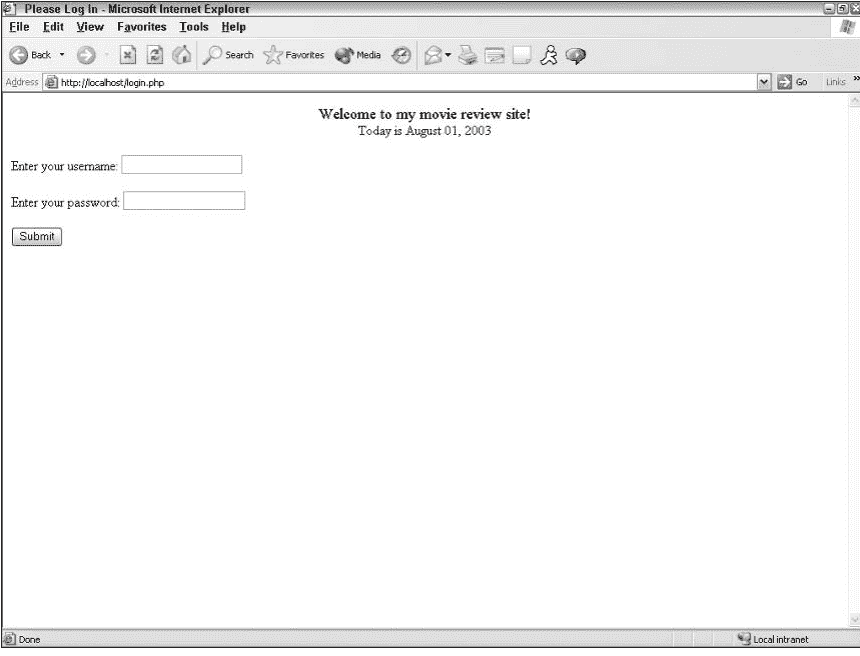 Please Log In - Microsoft Internet Explorer
File Edit View Favorites Tools Help
Back Search Favorites Media
Address http://localhost/login.php Go Links »
Welcome to my movie review site!
Today is August 01, 2003
Enter your username:
Enter your password:
Submit
Done Local intranet